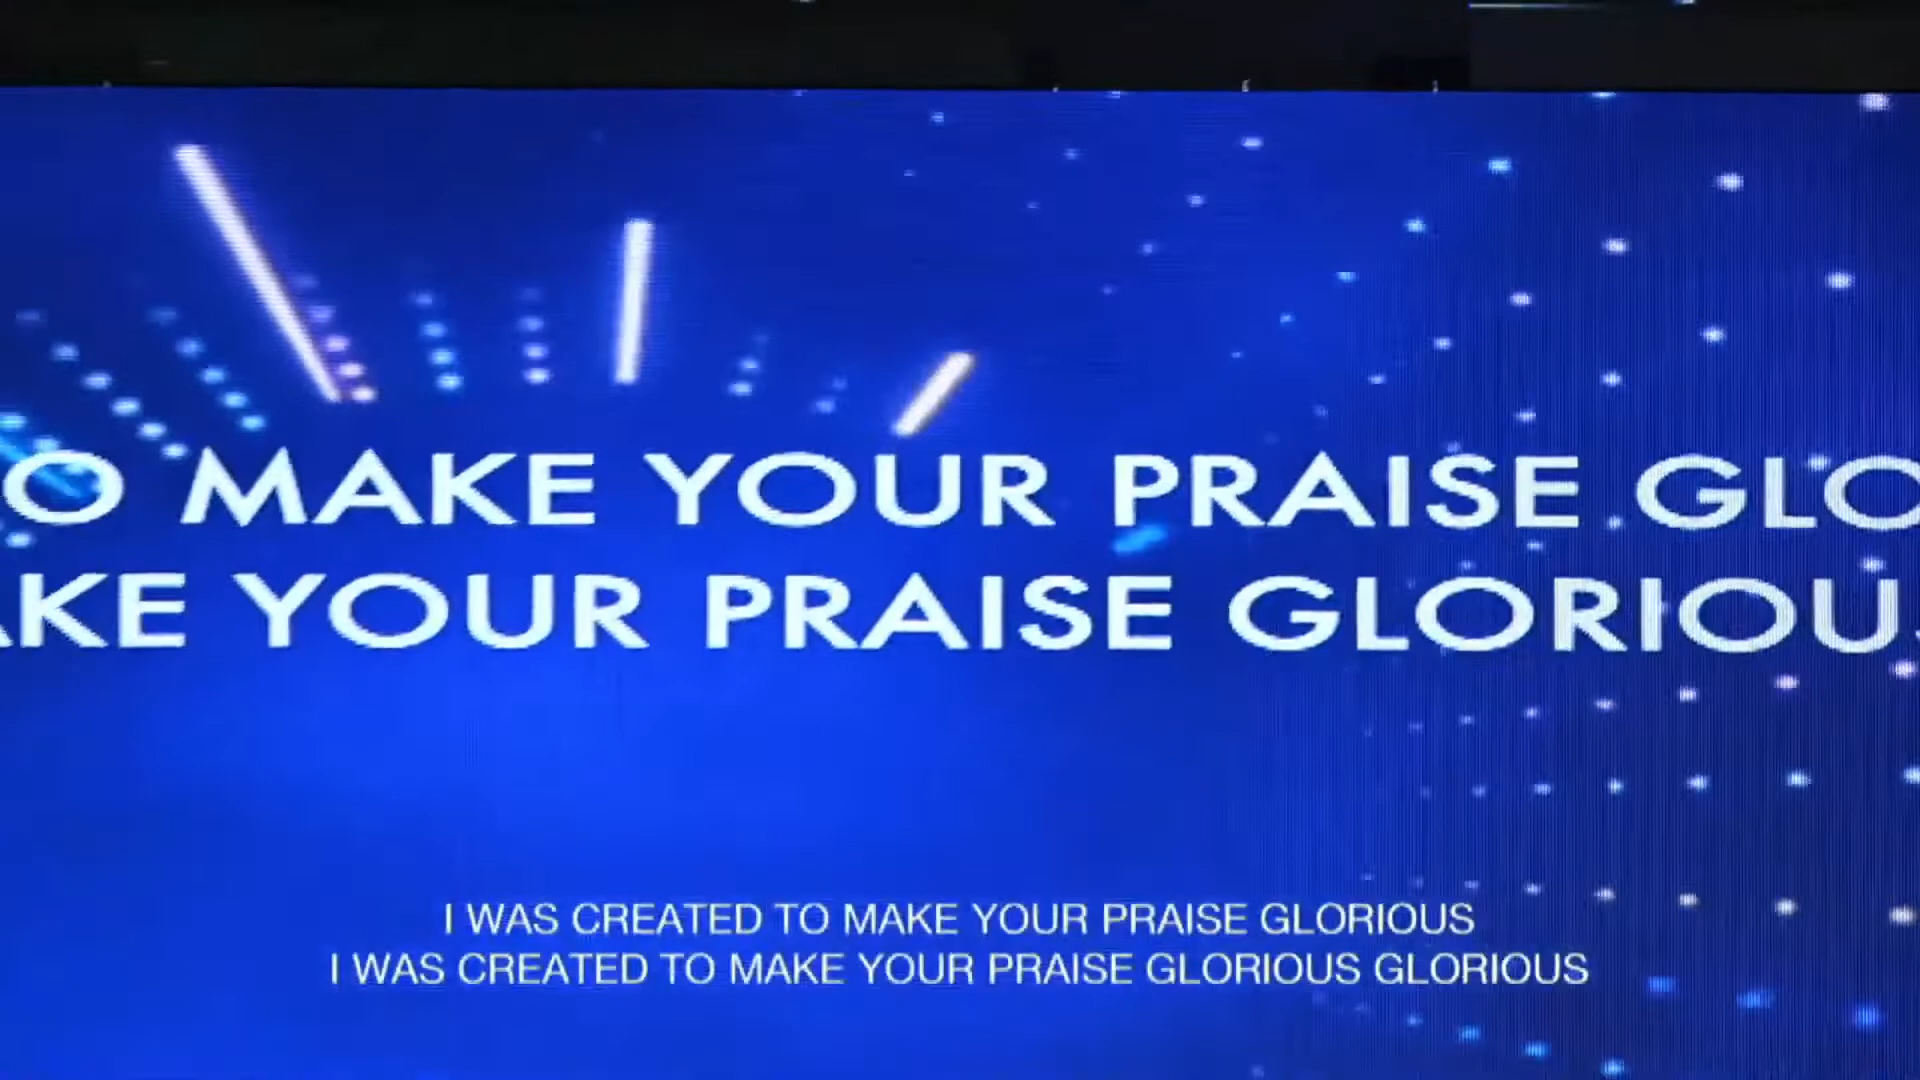 O MAKE YOUR PRAISE GLO
KE YOUR PRAISE GLORIOU
I WAS CREATED TO MAKE YOUR PRAISE GLORIOUS
I WAS CREATED TO MAKE YOUR PRAISE GLORIOUS GLORIOUS